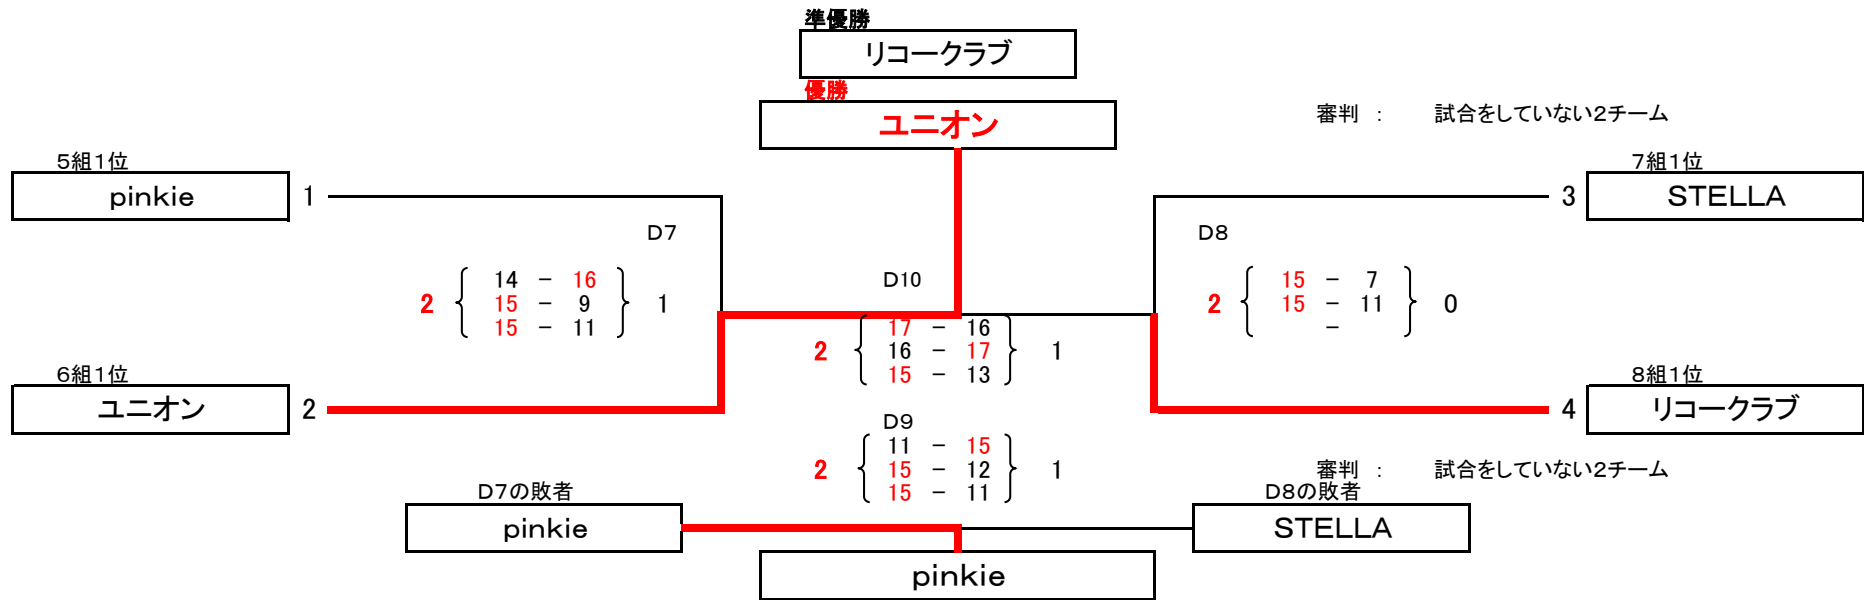 準優勝
リコークラブ
優勝
ユニオン
審判 : 試合をしていない2チーム
5組1位
pinkie 1
7組1位
3 STELLA
D7
D8
D10
2 { 14 - 16 } 1
15 - 9
15 - 11
2 { 15 - 7 } 0
15 - 11
-
2 { 17 - 16 } 1
16 - 17
15 - 13
6組1位
ユニオン 2
8組1位
4 リコークラブ
D9
2 { 11 - 15 } 1
15 - 12
15 - 11
審判 : 試合をしていない2チーム
D7の敗者
pinkie
D8の敗者
STELLA
pinkie